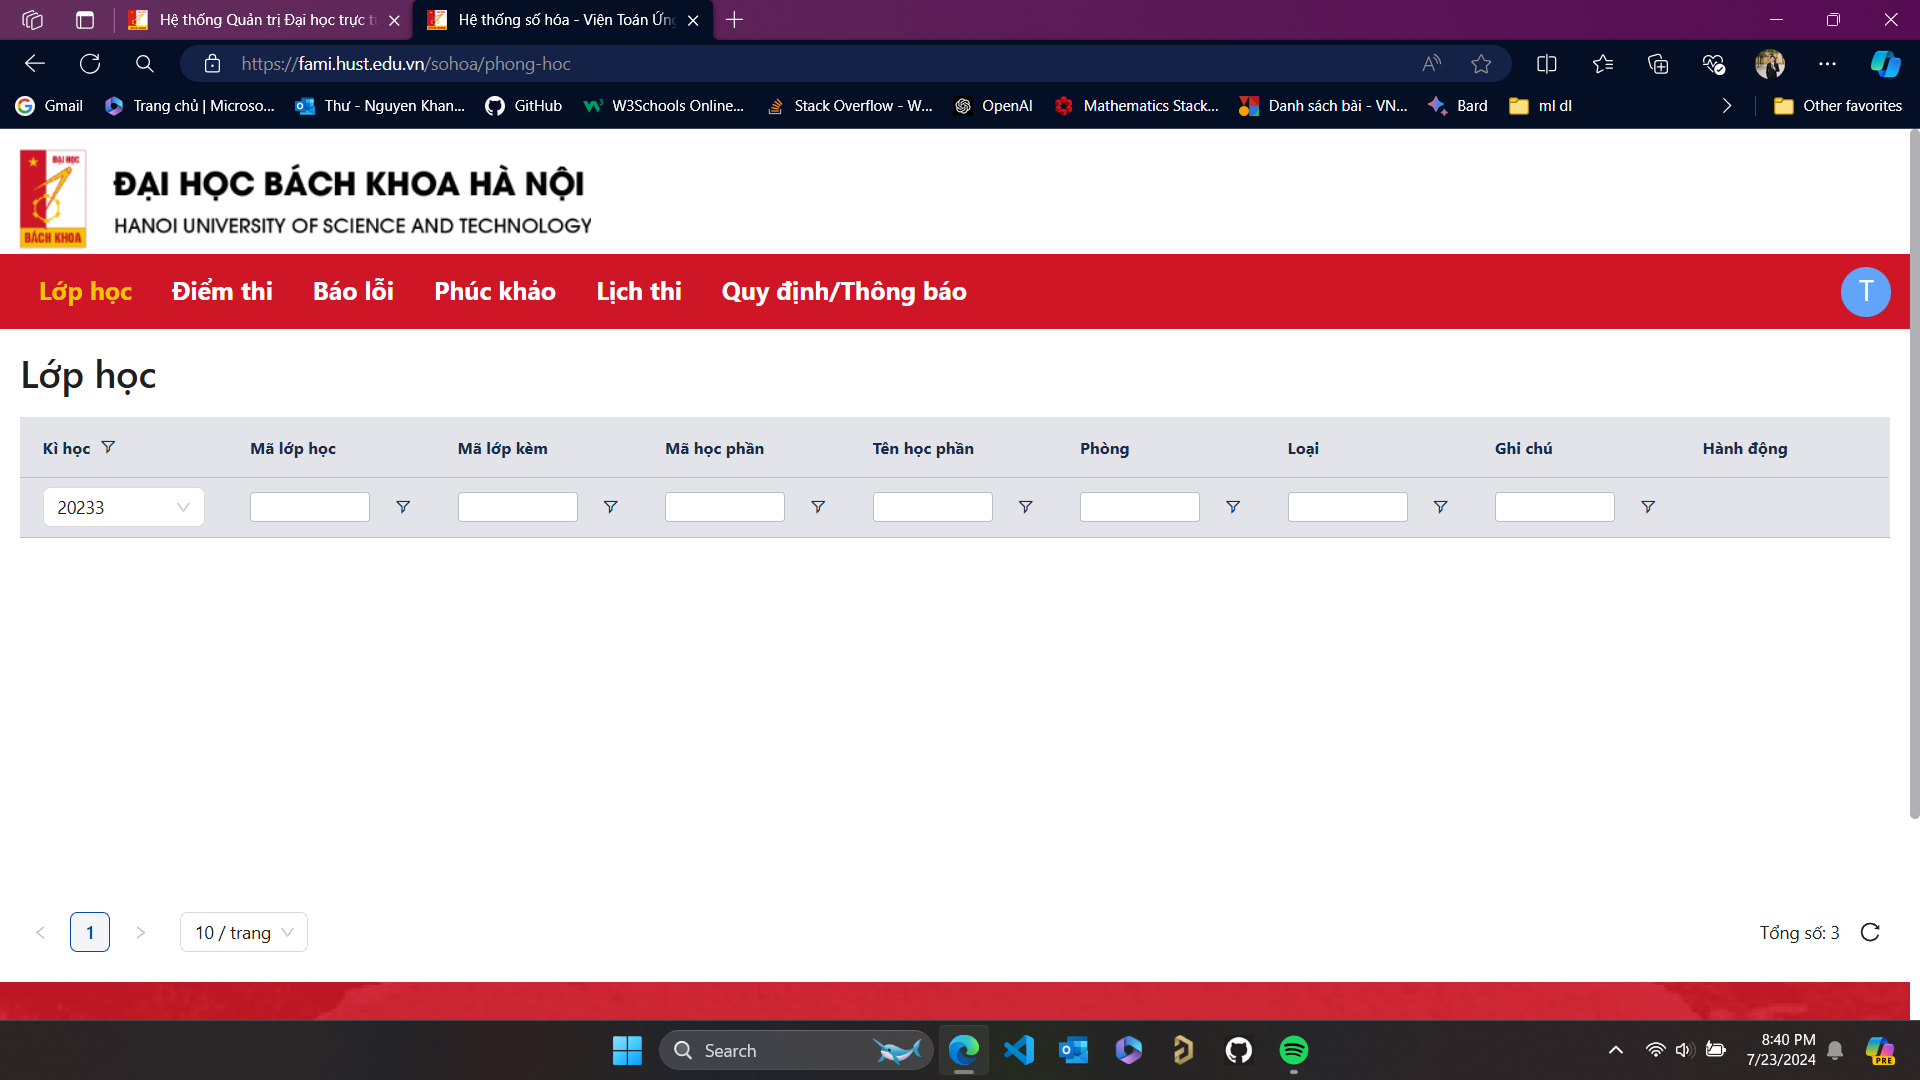 Hệ thống Quản trị Đại học trực t
Hệ thống số hóa - Viện Toán Ứn
https://fami.hust.edu.vn/sohoa/phong-hoc
Gmail
Trang chủ | Microso...
Thư - Nguyen Khan...
GitHub
W3Schools Online...
Stack Overflow - W...
OpenAI
Mathematics Stack...
Danh sách bài - VN...
Bard
ml dl
Other favorites
ĐẠI HỌC
BÁCH KHOA
ĐẠI HỌC BÁCH KHOA HÀ NỘI
HANOI UNIVERSITY OF SCIENCE AND TECHNOLOGY
Lớp học Điểm thi Báo lỗi Phúc khảo Lịch thi Quy định/Thông báo T
Lớp học
Kì học Mã lớp học Mã lớp kèm Mã học phần Tên học phần Phòng Loại Ghi chú Hành động
20233
1 10 / trang Tổng số: 3
Search
8:40 PM
7/23/2024
PRE